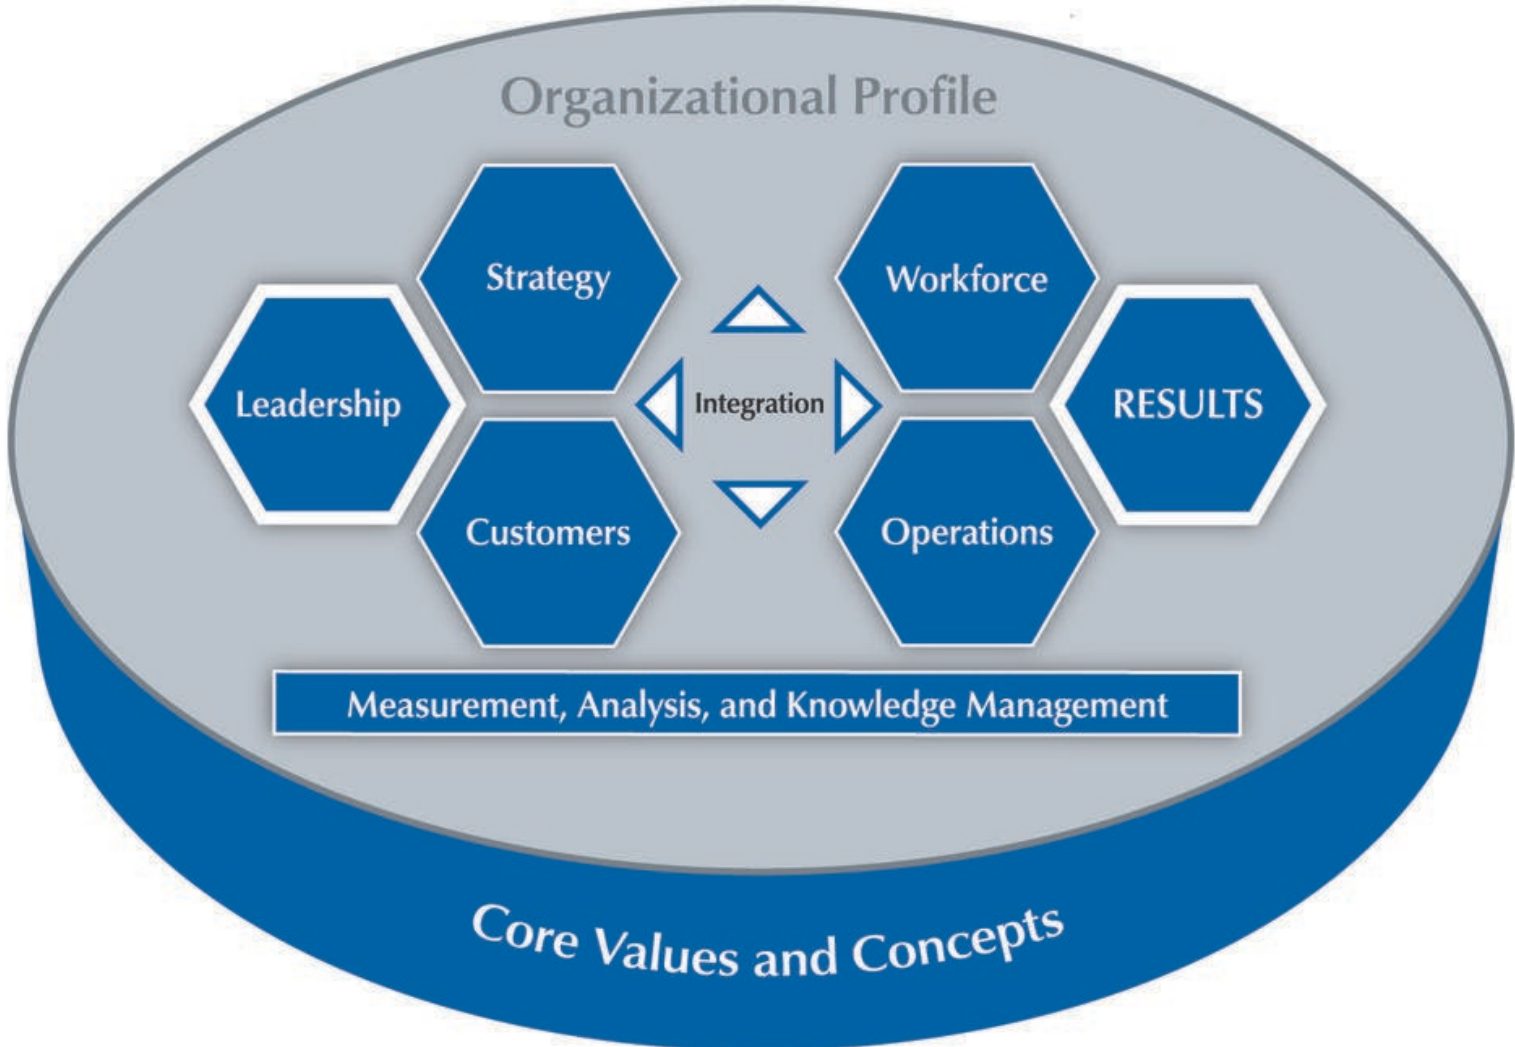 Organizational Profile
Strategy
Workforce
Leadership
Integration
RESULTS
Customers
Operations
Measurement, Analysis, and Knowledge Management
Core Values and Concepts